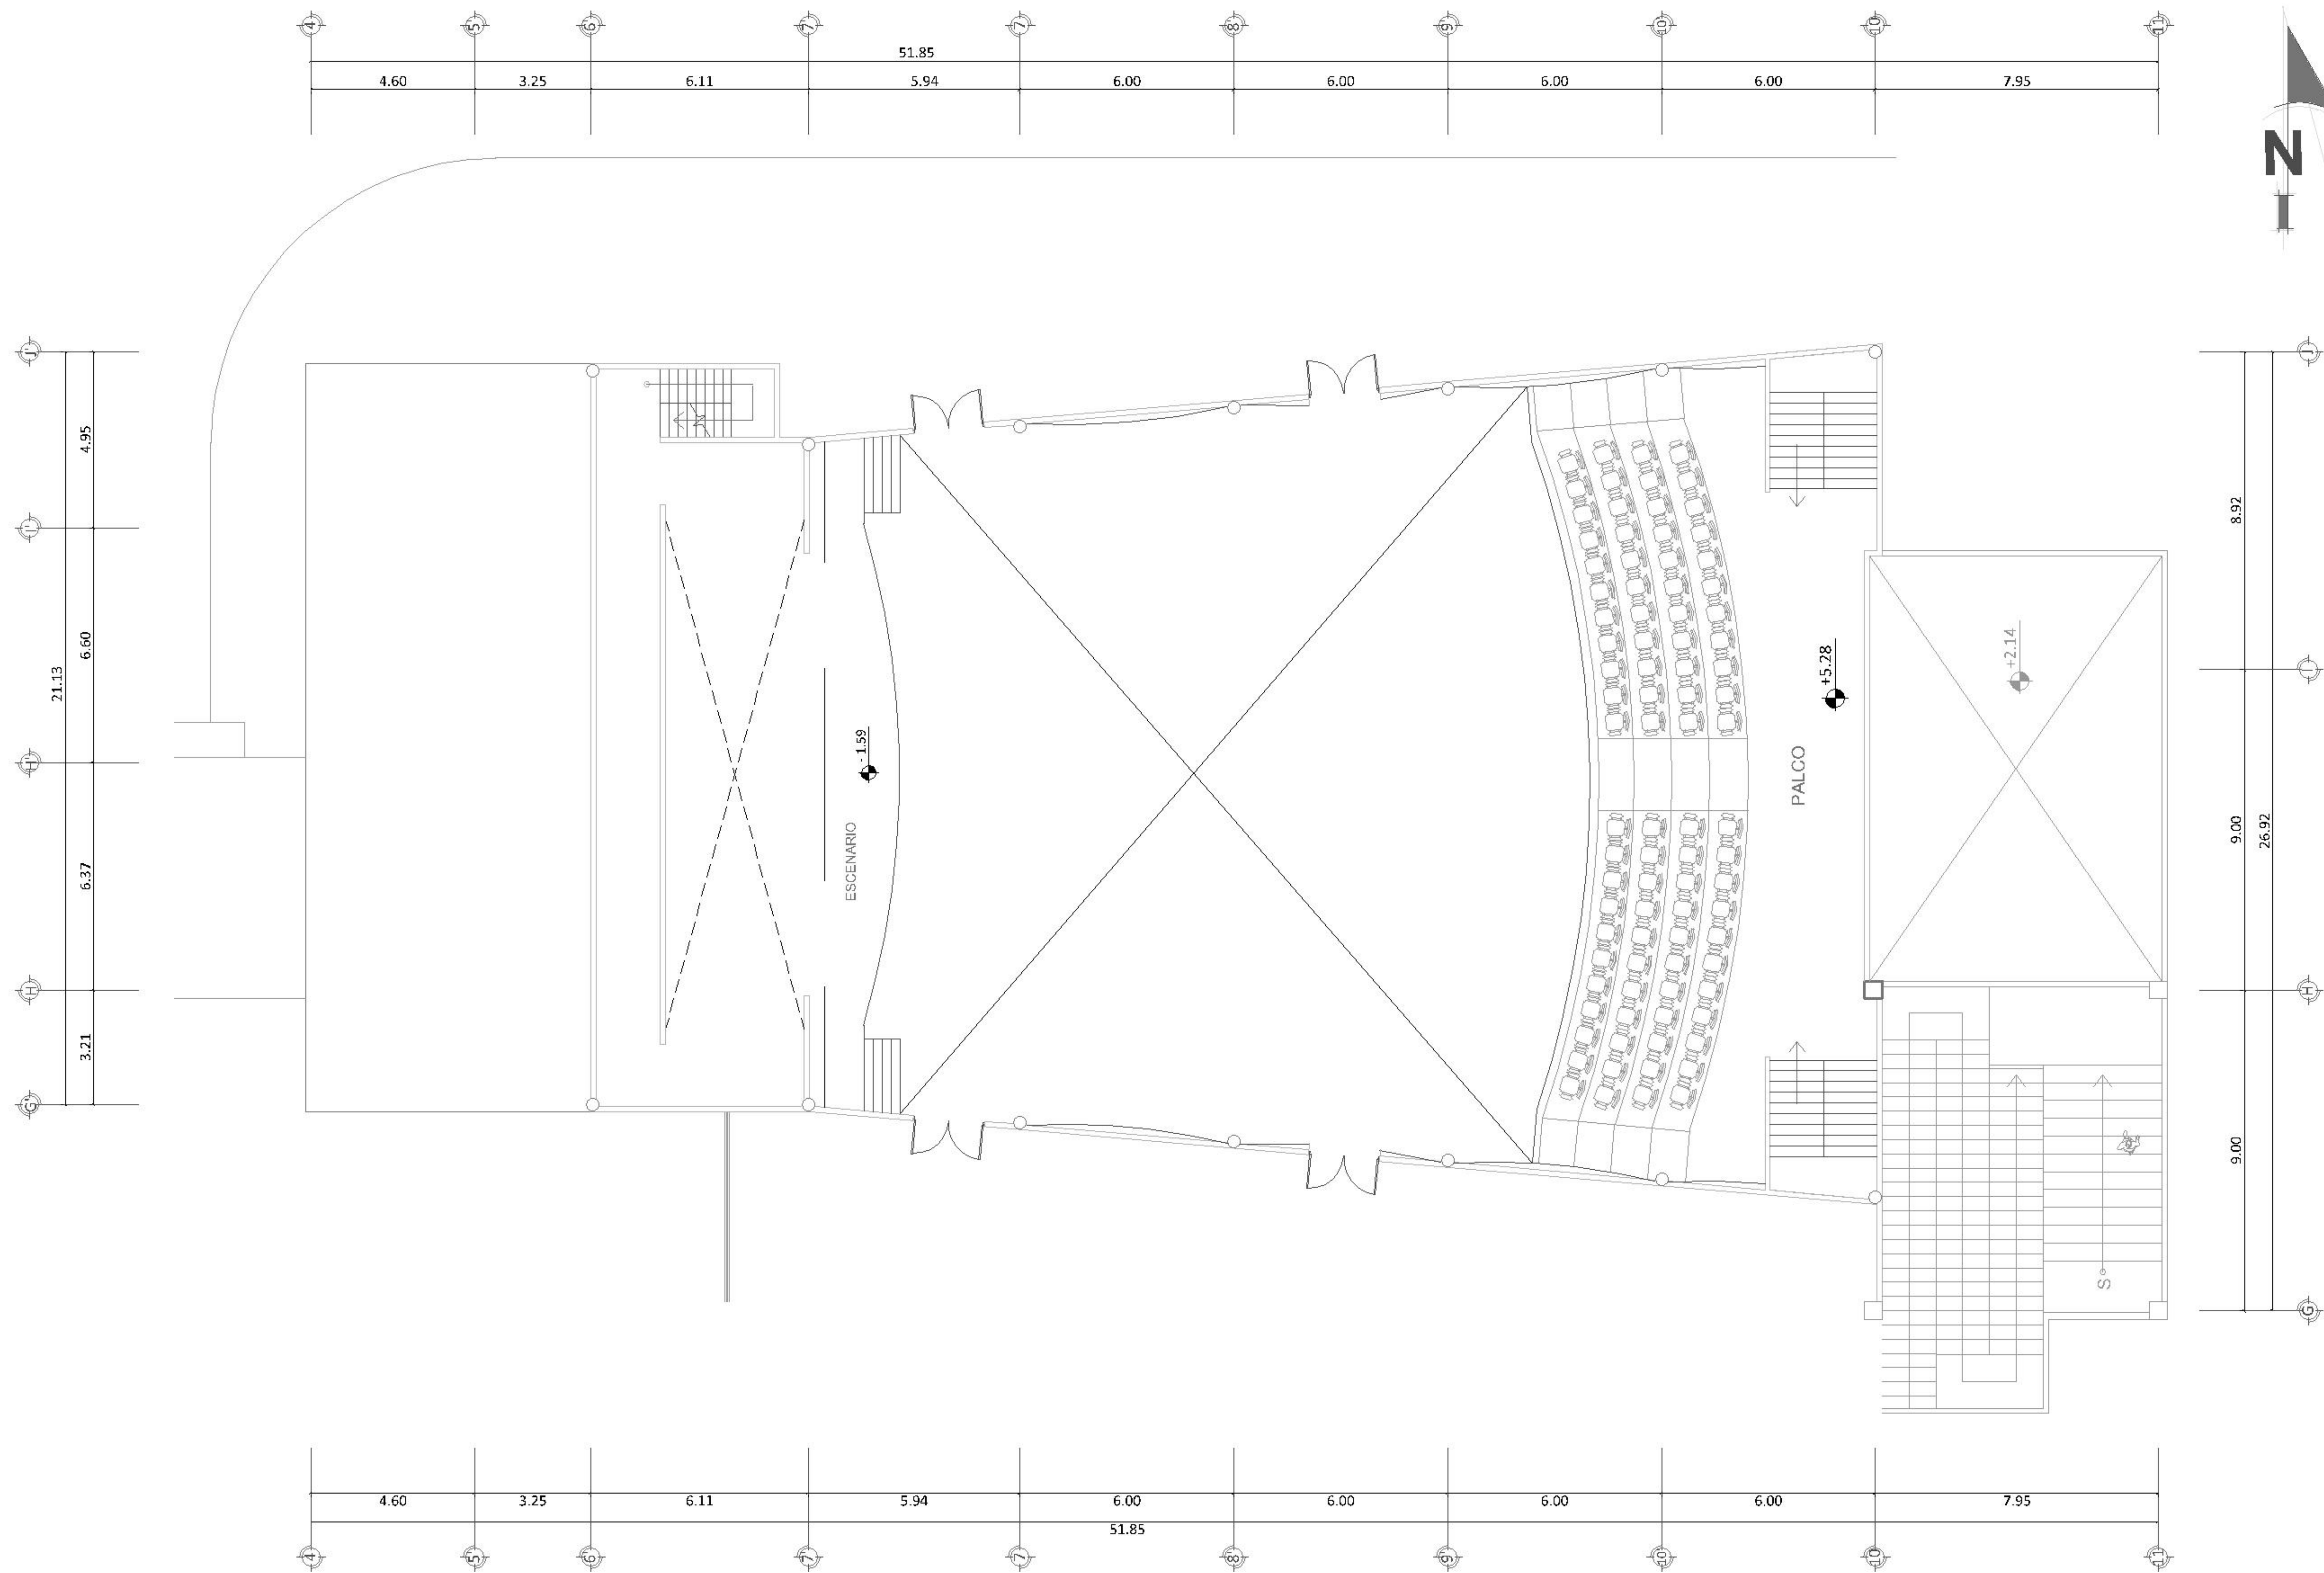 4 5' 6' 7' 7 8' 9' 10' 10 11
51.85
4.60 3.25 6.11 5.94 6.00 6.00 6.00 6.00 7.95
N
J'
4.95
I'
6.60
21.13
H'
6.37
H
3.21
G'
ESCENARIO
- 1.59
PALCO
+5.28
+2.14
S
J
8.92
I
9.00
26.92
H
9.00
G
4.60 3.25 6.11 5.94 6.00 6.00 6.00 6.00 7.95
51.85
4 5' 6' 7' 7 8' 9' 10' 10 11